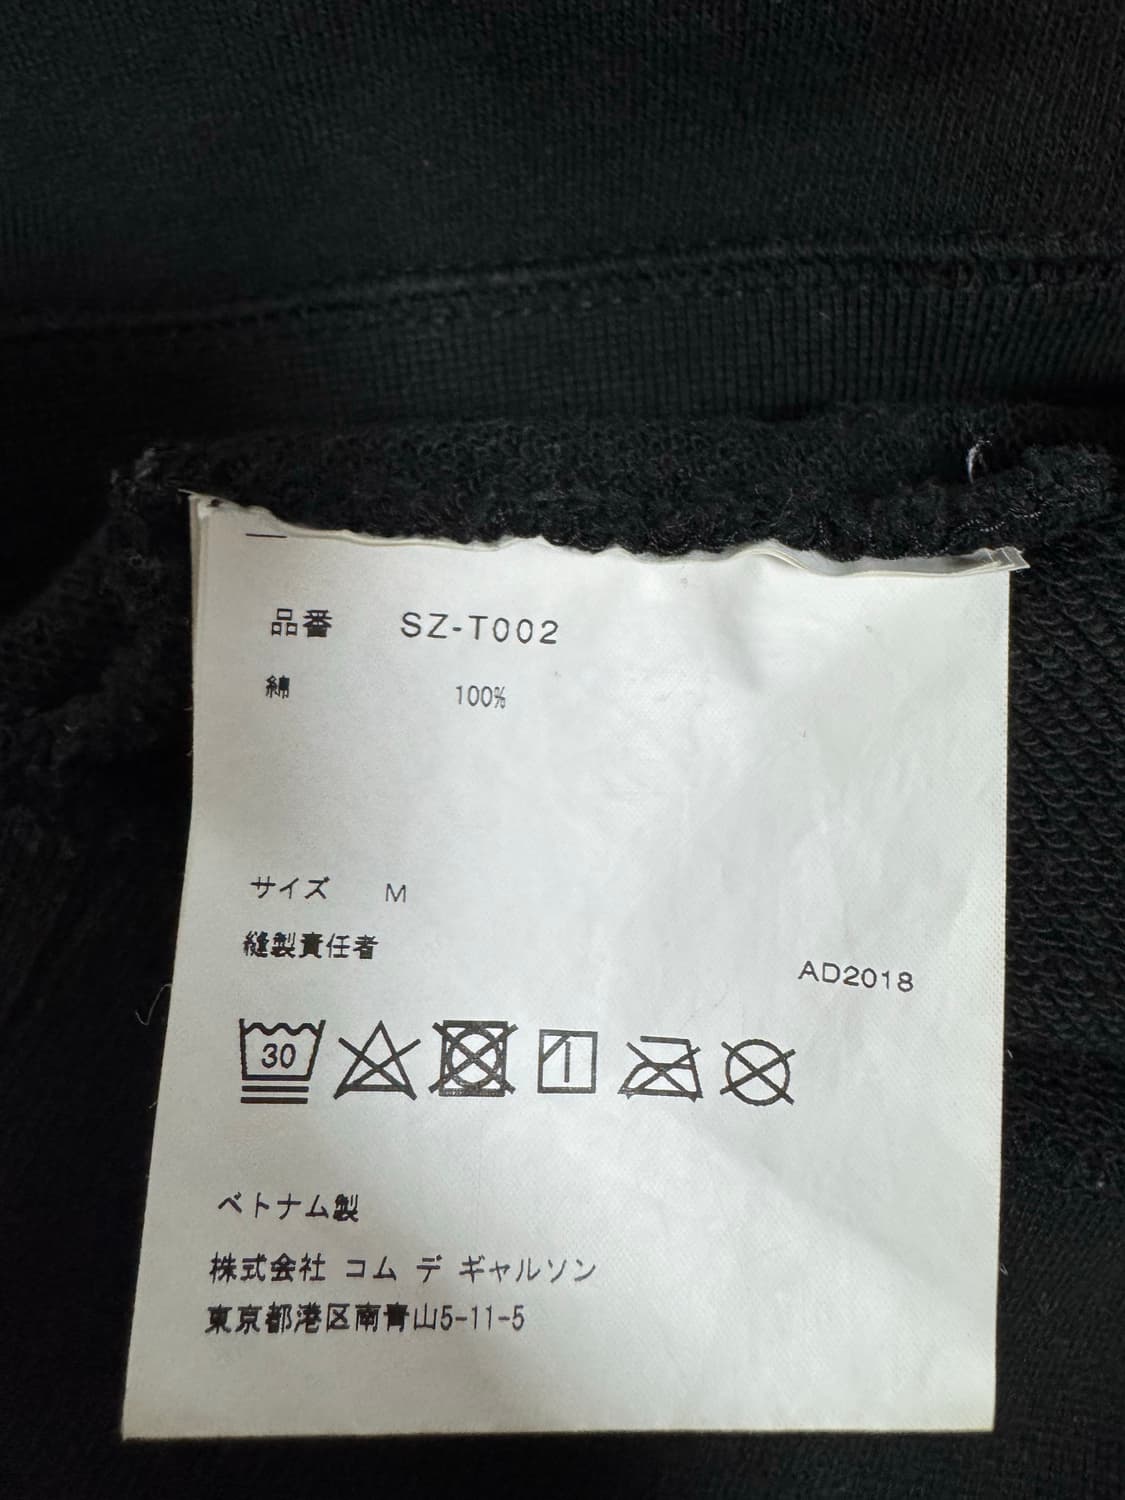 品番 SZ-T002
綿 100%
サイズ M
縫製責任者
AD2018
30
ベトナム製
株式会社 コム デ ギャルソン
東京都港区南青山5-11-5